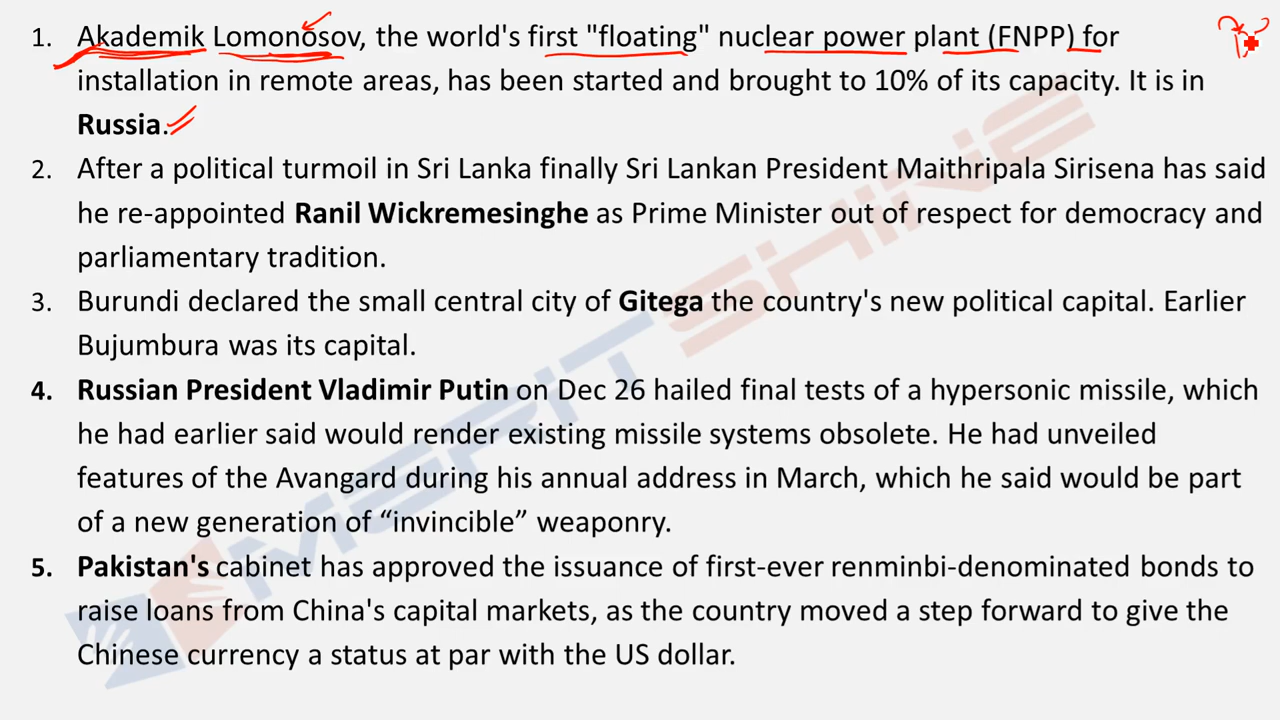 1. Akademik Lomonosov, the world's first "floating" nuclear power plant (FNPP) for
installation in remote areas, has been started and brought to 10% of its capacity. It is in
Russia.
2. After a political turmoil in Sri Lanka finally Sri Lankan President Maithripala Sirisena has said
he re-appointed Ranil Wickremesinghe as Prime Minister out of respect for democracy and
parliamentary tradition.
3. Burundi declared the small central city of Gitega the country's new political capital. Earlier
Bujumbura was its capital.
4. Russian President Vladimir Putin on Dec 26 hailed final tests of a hypersonic missile, which
he had earlier said would render existing missile systems obsolete. He had unveiled
features of the Avangard during his annual address in March, which he said would be part
of a new generation of “invincible” weaponry.
5. Pakistan's cabinet has approved the issuance of first-ever renminbi-denominated bonds to
raise loans from China's capital markets, as the country moved a step forward to give the
Chinese currency a status at par with the US dollar.
MERITSHINE